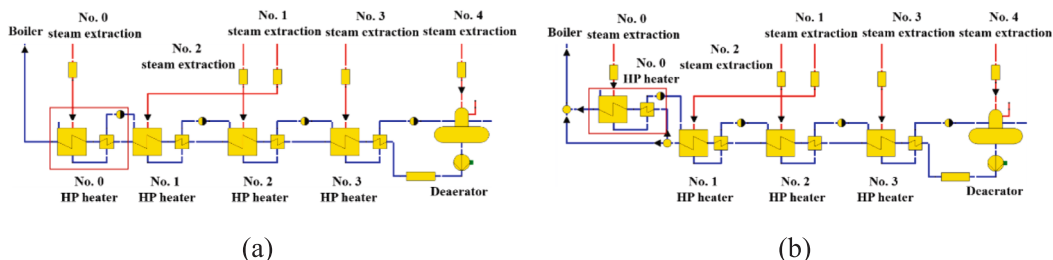 No. 0
steam extraction
Boiler
No. 2
steam extraction
No. 1
steam extraction
No. 3
steam extraction
No. 4
steam extraction
No. 0
HP heater
No. 1
HP heater
No. 2
HP heater
No. 3
HP heater
Deaerator
(a)
No. 0
steam extraction
Boiler
No. 0
HP heater
No. 2
steam extraction
No. 1
steam extraction
No. 3
steam extraction
No. 4
steam extraction
No. 1
HP heater
No. 2
HP heater
No. 3
HP heater
Deaerator
(b)